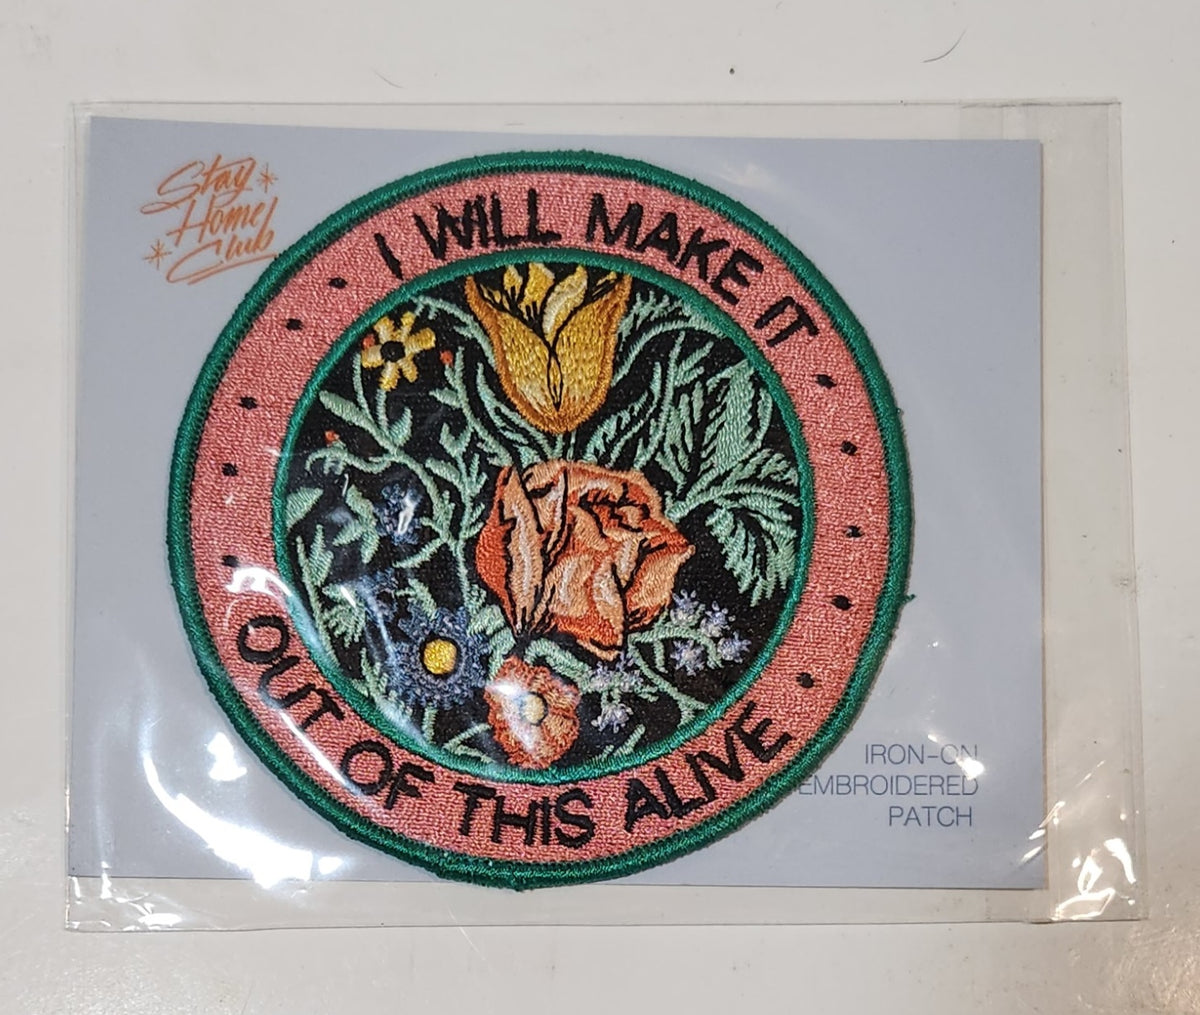 Stay
Home
Club
I WILL MAKE IT
OUT OF THIS ALIVE
IRON-ON
EMBROIDERED
PATCH